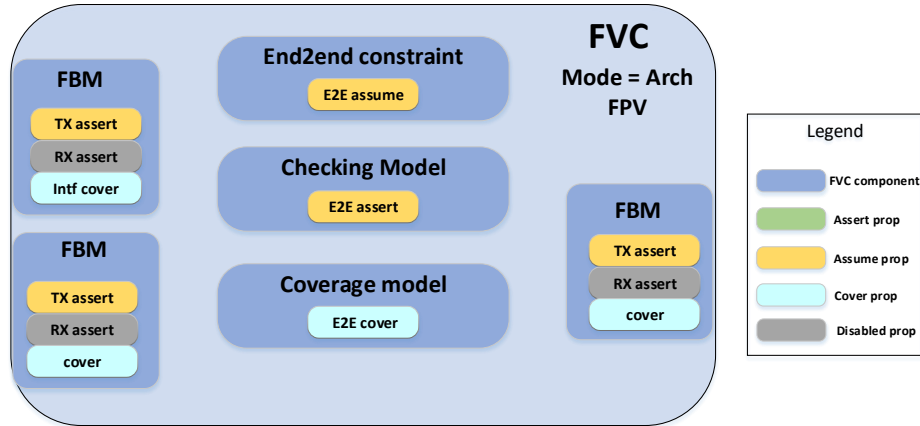 FVC
Mode = Arch
FPV
End2end constraint
E2E assume
FBM
TX assert
RX assert
Intf cover
Checking Model
E2E assert
FBM
TX assert
RX assert
cover
Coverage model
E2E cover
FBM
TX assert
RX assert
cover
Legend
FVC component
Assert prop
Assume prop
Cover prop
Disabled prop